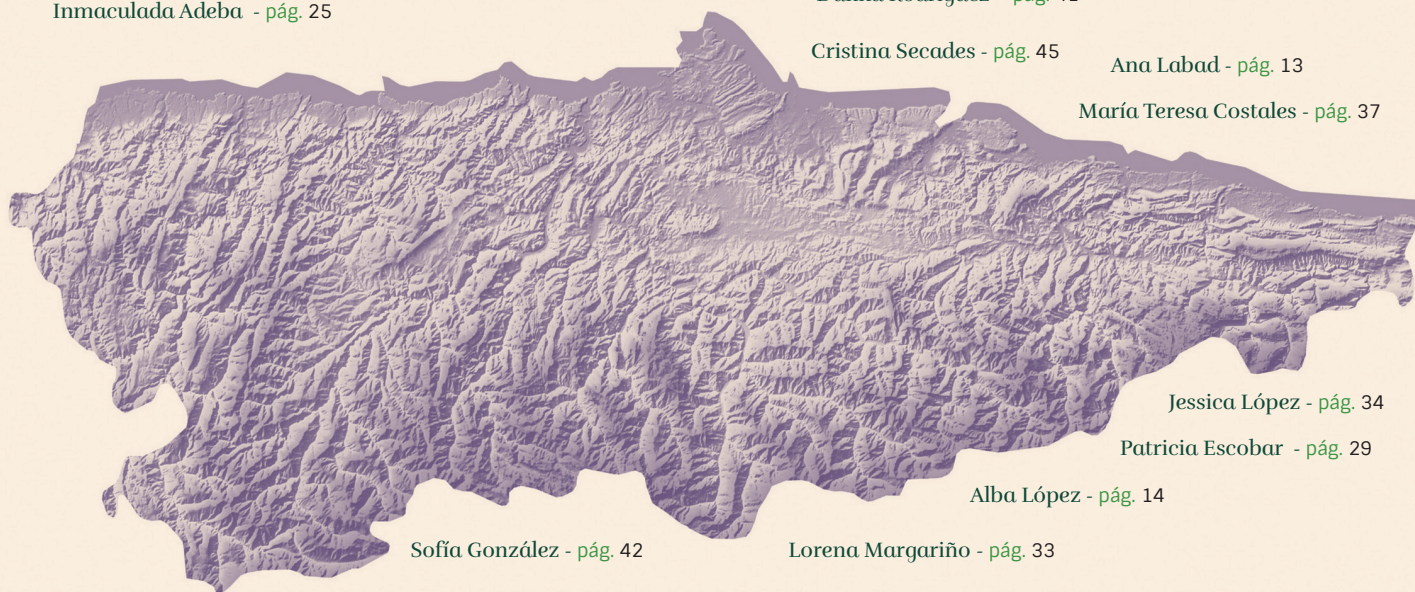 Inmaculada Adeba - pág. 25
Cristina Secades - pág. 45
Ana Labad - pág. 13
María Teresa Costales - pág. 37
Jessica López - pág. 34
Patricia Escobar - pág. 29
Alba López - pág. 14
Sofía González - pág. 42
Lorena Margariño - pág. 33